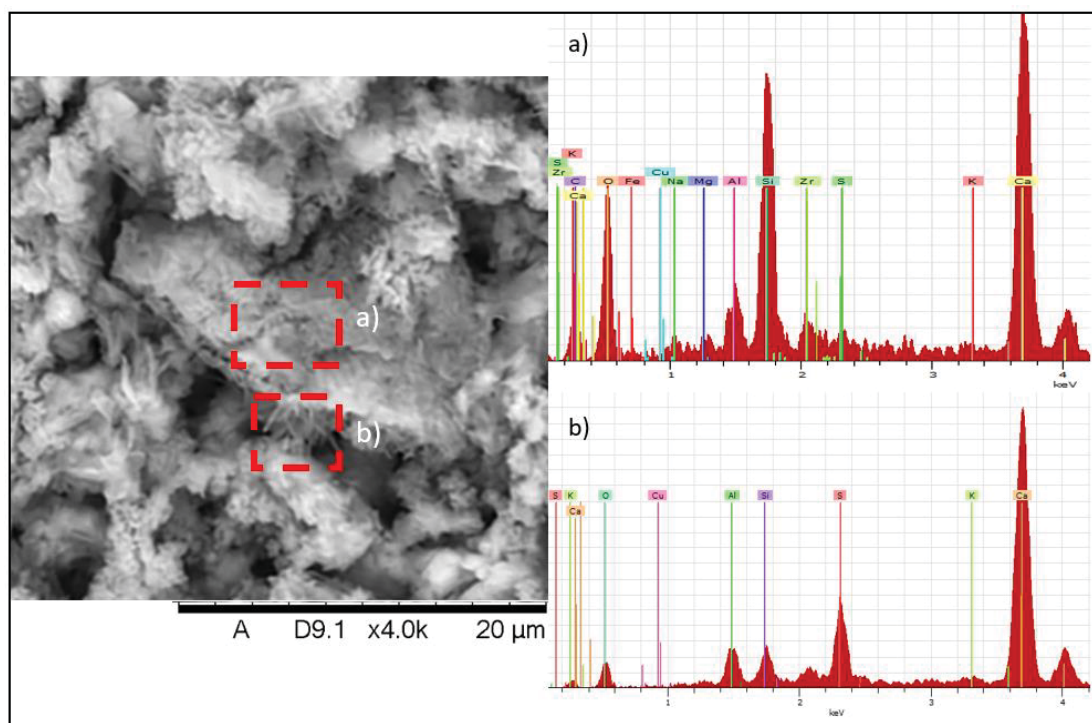 a)
b)
A D9.1 x4.0k 20 µm
a)
K
S
Zr
C
Ca
O
Fe
Cu
Na
Mg
Al
Si
Zr
S
K
Ca
1 2 3 4
keV
b)
S
K
Ca
O
Cu
Al
Si
S
K
Ca
1 2 3 4
keV